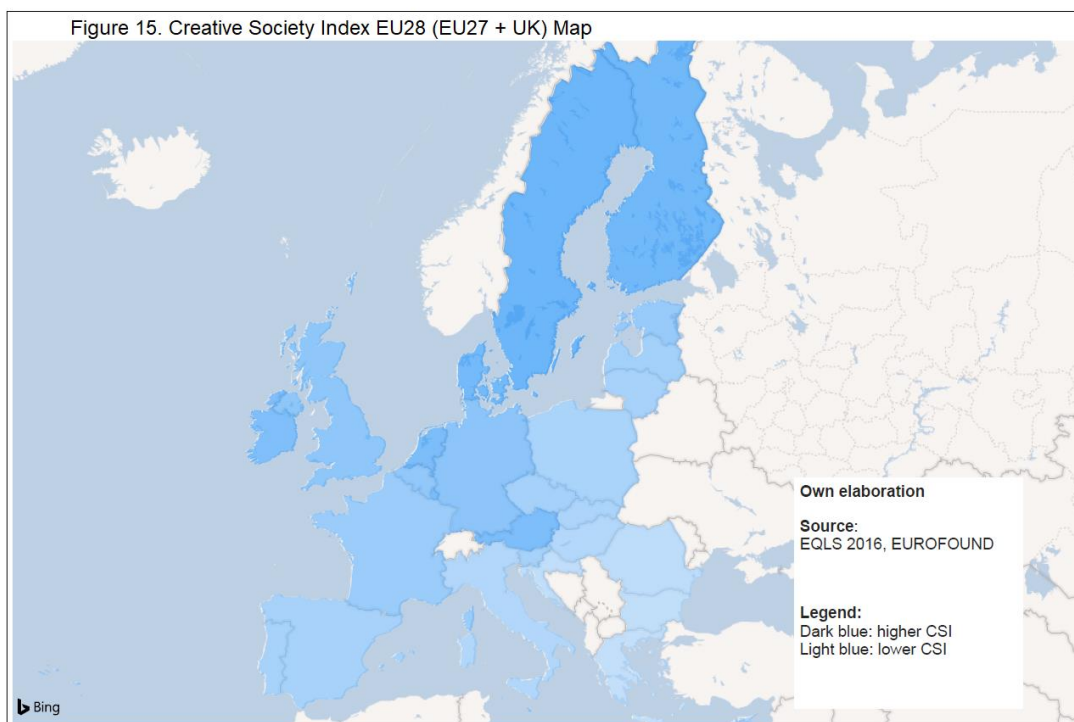 Figure 15. Creative Society Index EU28 (EU27 + UK) Map
Own elaboration
Source:
EQLS 2016, EUROFOUND
Legend:
Dark blue: higher CSI
Light blue: lower CSI
Bing